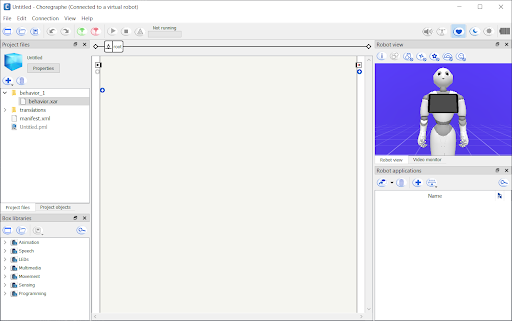 Untitled - Choregraphe (Connected to a virtual robot)
File Edit Connection View Help
Not running
Project files
root
Untitled
Properties
behavior_1
behavior.xar
translations
manifest.xml
Untitled.pml
Project files Project objects
Box libraries
Animation
Speech
LEDs
Multimedia
Movement
Sensing
Programming
Robot view
Robot view Video monitor
Robot applications
Name